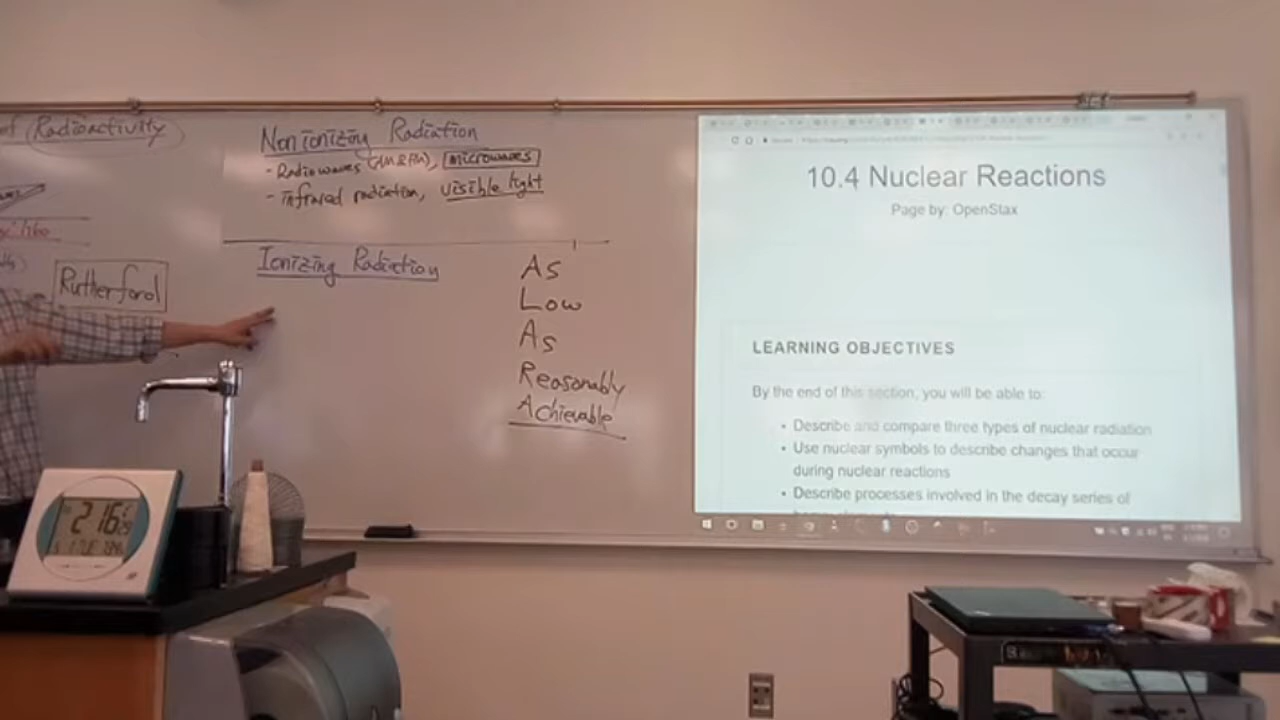 of Radioactivity
Nonionizing Radiation
- Radiowaves (AM & FM), microwaves
- Infrared radiation, visible light
Rutherford
Ionizing Radiation
As
Low
As
Reasonably
Achievable
10.4 Nuclear Reactions
Page by: OpenStax
LEARNING OBJECTIVES
By the end of this section, you will be able to:
• Describe and compare three types of nuclear radiation
• Use nuclear symbols to describe changes that occur
during nuclear reactions
• Describe processes involved in the decay series of
2 16